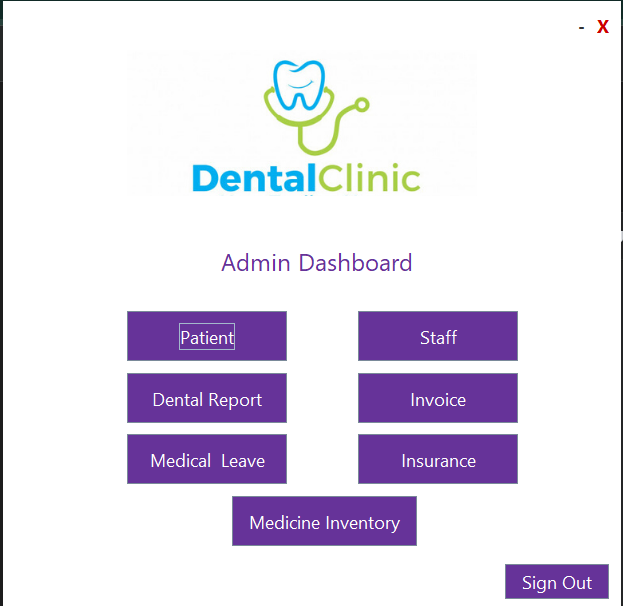 - X
DentalClinic
Admin Dashboard
Patient
Staff
Dental Report
Invoice
Medical  Leave
Insurance
Medicine Inventory
Sign Out